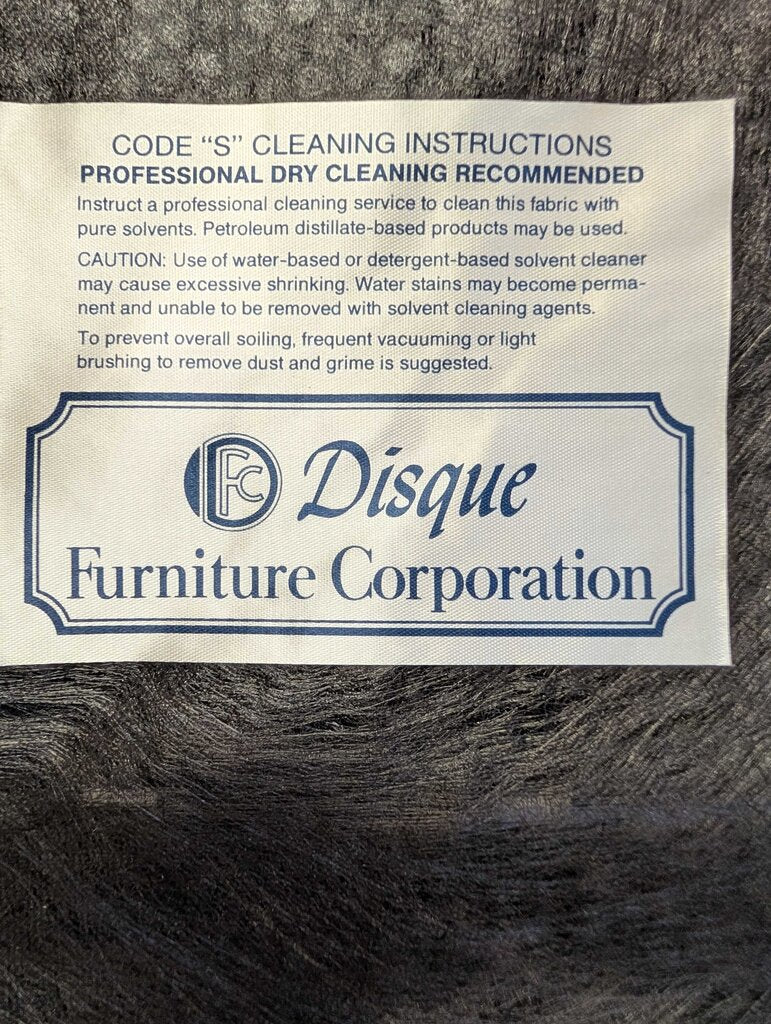 CODE “S” CLEANING INSTRUCTIONS
PROFESSIONAL DRY CLEANING RECOMMENDED
Instruct a professional cleaning service to clean this fabric with
pure solvents. Petroleum distillate-based products may be used.
CAUTION: Use of water-based or detergent-based solvent cleaner
may cause excessive shrinking. Water stains may become perma-
nent and unable to be removed with solvent cleaning agents.
To prevent overall soiling, frequent vacuuming or light
brushing to remove dust and grime is suggested.
DFC Disque
Furniture Corporation